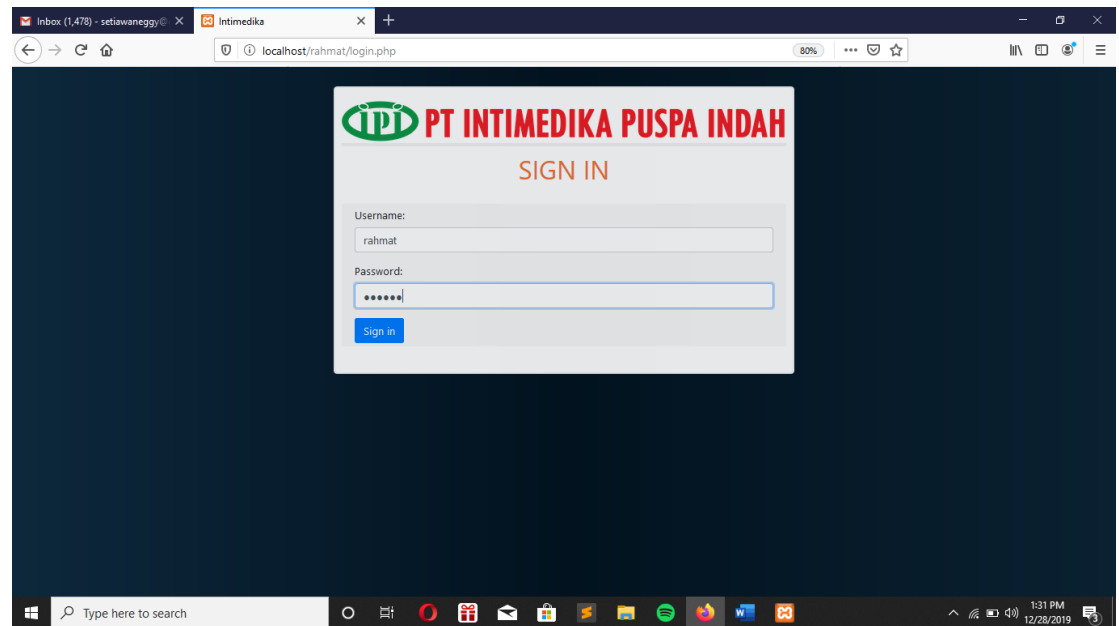 Inbox (1,478) - setiawaneggy@
Intimedika
localhost/rahmat/login.php
80%
ipi PT INTIMEDIKA PUSPA INDAH
SIGN IN
Username:
rahmat
Password:
••••••
Sign in
Type here to search
1:31 PM
12/28/2019
3